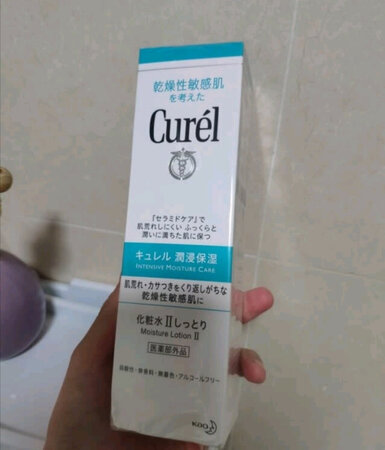 乾燥性敏感肌
を考えた
Curél
『セラミドケア』で
肌荒れしにくい ふっくらと
潤いに満ちた肌に保つ
キュレル 潤浸保湿
INTENSIVE MOISTURE CARE
肌荒れ・カサつきをくり返しがちな
乾燥性敏感肌に
化粧水 II しっとり
Moisture Lotion II
医薬部外品
弱酸性・無香料・無着色・アルコールフリー
KAO